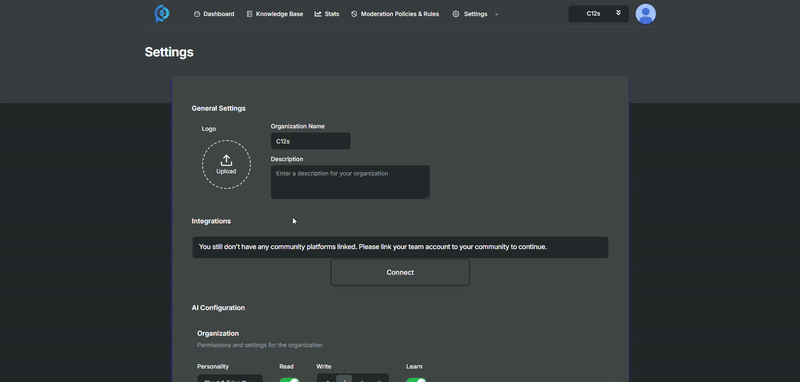 Dashboard Knowledge Base Stats Moderation Policies & Rules Settings C12s
Settings
General Settings
Logo
Upload
Organization Name
C12s
Description
Enter a description for your organization
Integrations
You still don't have any community platforms linked. Please link your team account to your community to continue.
Connect
AI Configuration
Organization
Permissions and settings for the organization
Personality Read Write Learn